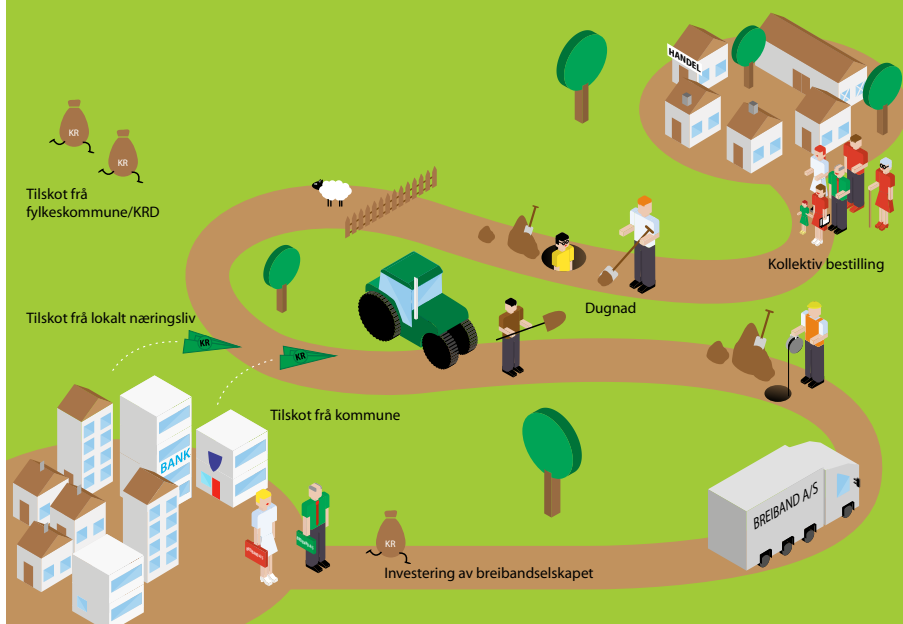 HANDEL
KR
KR
Tilskot frå
fylkeskommune/KRD
Kollektiv bestilling
Dugnad
Tilskot frå lokalt næringsliv
KR
KR
Tilskot frå kommune
BANK
BREIBAND A/S
KR
Investering av breibandselskapet